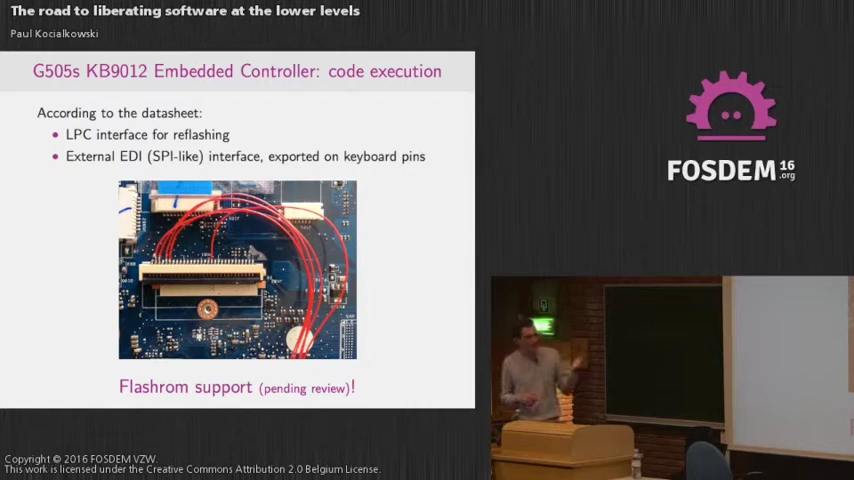 The road to liberating software at the lower levels
Paul Kocialkowski
G505s KB9012 Embedded Controller: code execution
According to the datasheet:
• LPC interface for reflashing
• External EDI (SPI-like) interface, exported on keyboard pins
Flashrom support (pending review)!
FOSDEM 16
.org
Copyright © 2016 FOSDEM VZW.
This work is licensed under the Creative Commons Attribution 2.0 Belgium License.